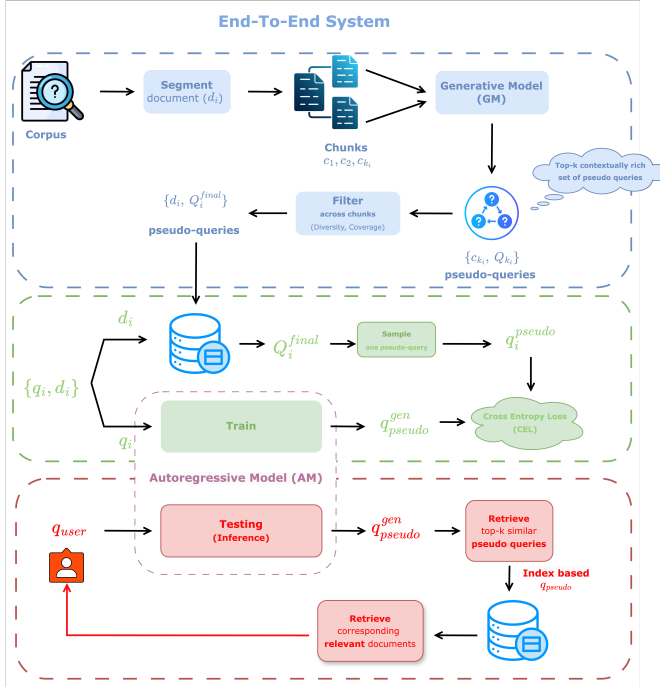 End-To-End System
Corpus
Segment
document (d_i)
Chunks
c_1, c_2, c_{k_i}
Generative Model
(GM)
Top-k contextually rich
set of pseudo queries
{c_{k_i}, Q_{k_i}}
pseudo-queries
Filter
across chunks
(Diversity, Coverage)
{d_i, Q_i^{final}}
pseudo-queries
{q_i, d_i}
d_i
Q_i^{final}
Sample
one pseudo-query
q_i^{pseudo}
q_i
Train
q_{pseudo}^{gen}
Cross Entropy Loss
(CEL)
Autoregressive Model (AM)
q_{user}
Testing
(Inference)
q_{pseudo}^{gen}
Retrieve
top-k similar
pseudo queries
Index based
q_{pseudo}
Retrieve
corresponding
relevant documents